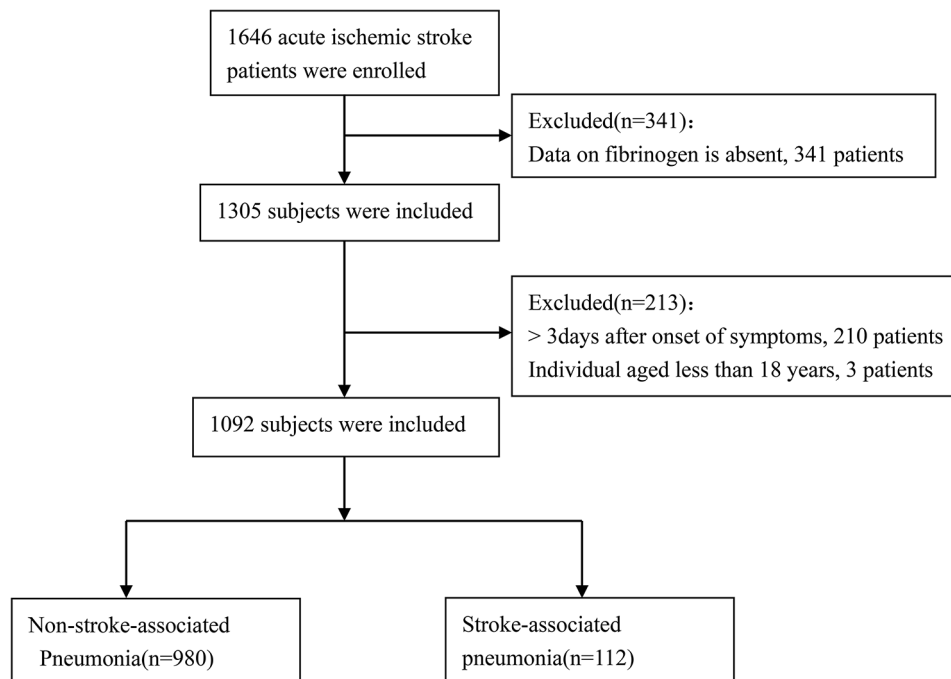 1646 acute ischemic stroke
patients were enrolled
Excluded(n=341)：
Data on fibrinogen is absent, 341 patients
1305 subjects were included
Excluded(n=213)：
> 3days after onset of symptoms, 210 patients
Individual aged less than 18 years, 3 patients
1092 subjects were included
Non-stroke-associated
Pneumonia(n=980)
Stroke-associated
pneumonia(n=112)